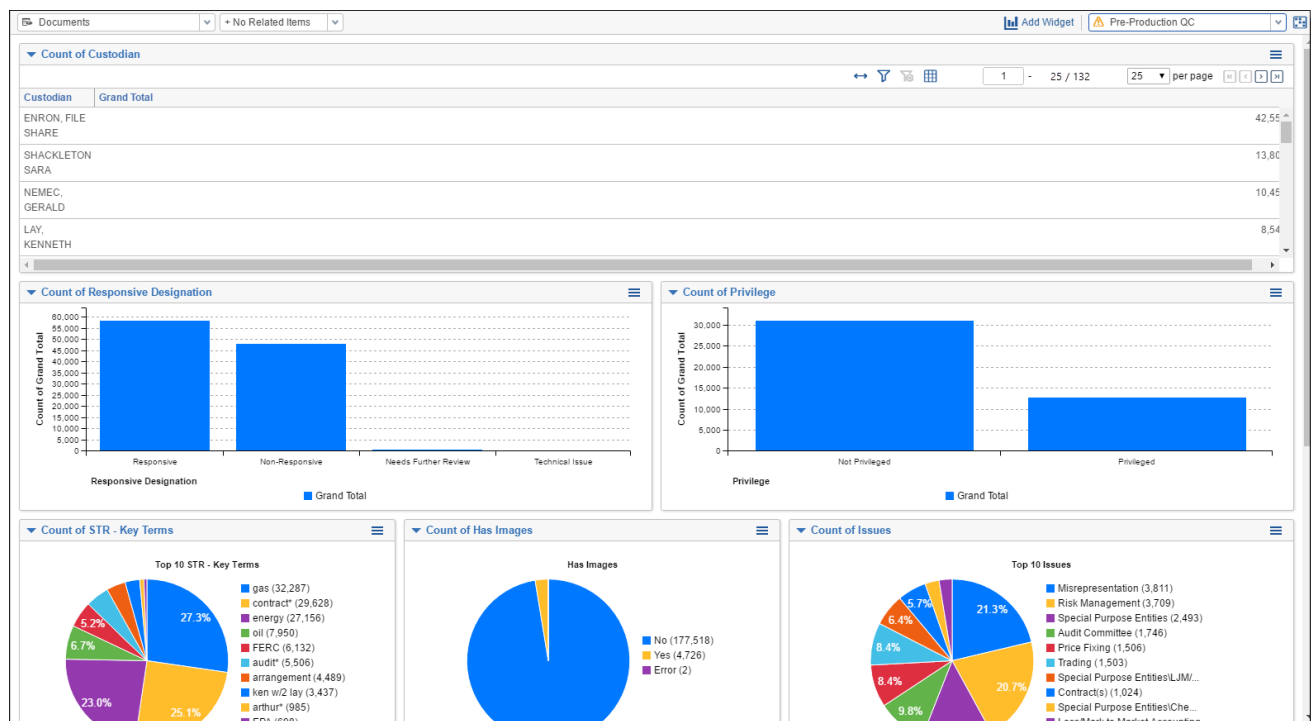 Documents
+ No Related Items
Add Widget
Pre-Production QC
Count of Custodian
1 - 25 / 132 25 per page
Custodian Grand Total
ENRON, FILE
SHARE
42,55
SHACKLETON
SARA
13,80
NEMEC,
GERALD
10,45
LAY,
KENNETH
8,54
Count of Responsive Designation
Count of Grand Total
60,000
55,000
50,000
45,000
40,000
35,000
30,000
25,000
20,000
15,000
10,000
5,000
0
Responsive Non-Responsive Needs Further Review Technical Issue
Responsive Designation
Grand Total
Count of Privilege
Count of Grand Total
30,000
25,000
20,000
15,000
10,000
5,000
0
Not Privileged Privileged
Privilege
Grand Total
Count of STR - Key Terms
Top 10 STR - Key Terms
27.3%
5.2%
6.7%
23.0%
25.1%
gas (32,287)
contract* (29,628)
energy (27,156)
oil (7,950)
FERC (6,132)
audit* (5,506)
arrangement (4,489)
ken w/2 lay (3,437)
arthur* (985)
Count of Has Images
Has Images
No (177,518)
Yes (4,726)
Error (2)
Count of Issues
Top 10 Issues
5.7%
21.3%
6.4%
8.4%
8.4%
20.7%
9.8%
Misrepresentation (3,811)
Risk Management (3,709)
Special Purpose Entities (2,493)
Audit Committee (1,746)
Price Fixing (1,506)
Trading (1,503)
Special Purpose Entities\LJM/...
Contract(s) (1,024)
Special Purpose Entities\Che...